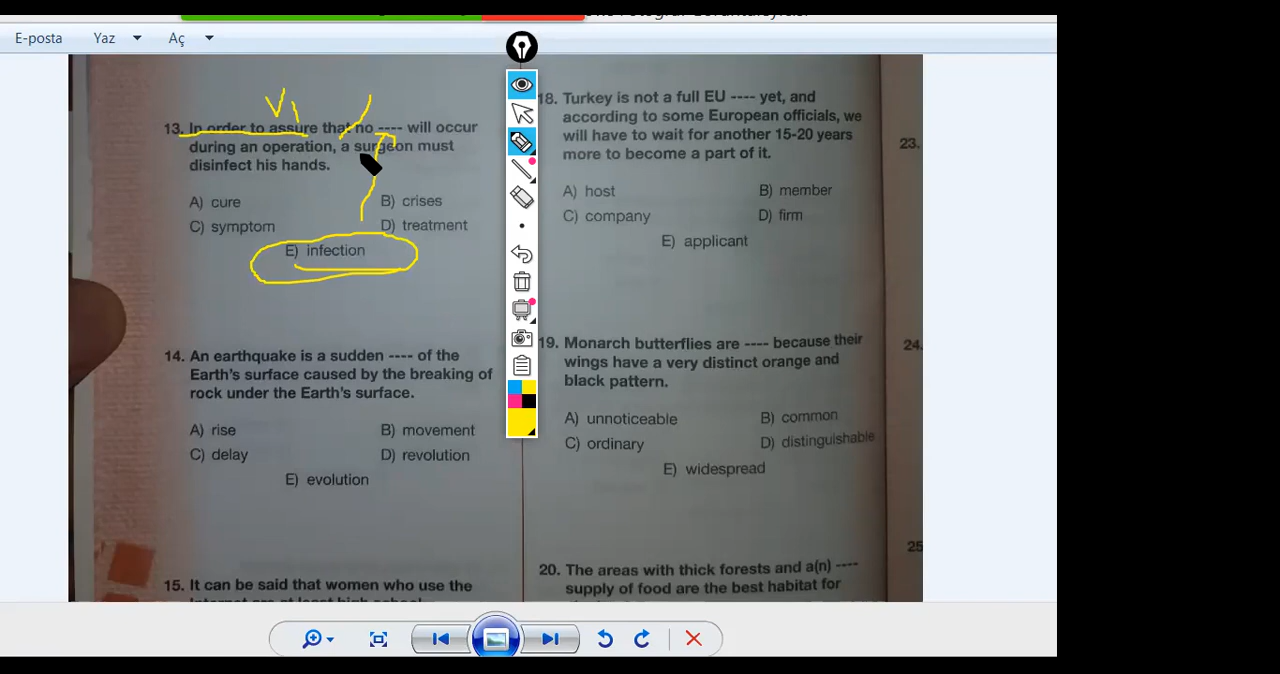 E-posta Yaz Aç
13. In order to assure that no ---- will occur
during an operation, a surgeon must
disinfect his hands.
A) cure B) crises
C) symptom D) treatment
E) infection
14. An earthquake is a sudden ---- of the
Earth's surface caused by the breaking of
rock under the Earth's surface.
A) rise B) movement
C) delay D) revolution
E) evolution
15. It can be said that women who use the
18. Turkey is not a full EU ---- yet, and
according to some European officials, we
will have to wait for another 15-20 years
more to become a part of it.
A) host B) member
C) company D) firm
E) applicant
19. Monarch butterflies are ---- because their
wings have a very distinct orange and
black pattern.
A) unnoticeable B) common
C) ordinary D) distinguishable
E) widespread
20. The areas with thick forests and a(n) ----
supply of food are the best habitat for
23.
24.
25